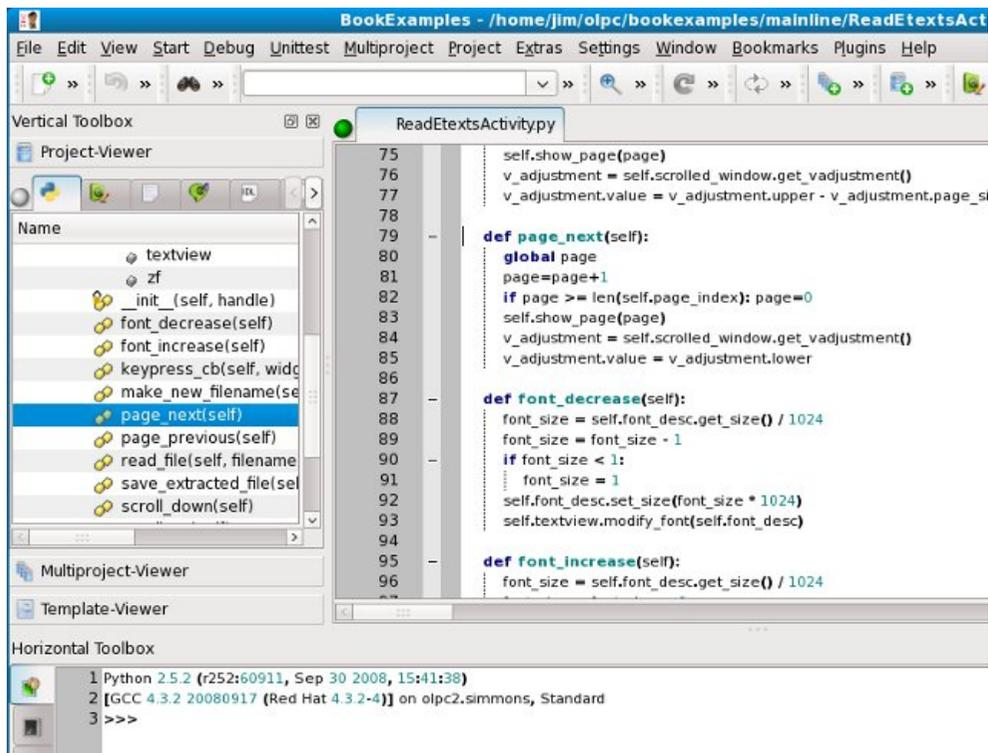 BookExamples - /home/jim/olpc/bookexamples/mainline/ReadEtextsAct
File Edit View Start Debug Unittest Multiproject Project Extras Settings Window Bookmarks Plugins Help
Vertical Toolbox
Project-Viewer
IDL
Name
textview
zf
__init__(self, handle)
font_decrease(self)
font_increase(self)
keypress_cb(self, widg
make_new_filename(se
page_next(self)
page_previous(self)
read_file(self, filename
save_extracted_file(sel
scroll_down(self)
Multiproject-Viewer
Template-Viewer
ReadEtextsActivity.py
75 self.show_page(page)
76 v_adjustment = self.scrolled_window.get_vadjustment()
77 v_adjustment.value = v_adjustment.upper - v_adjustment.page_si
78
79 def page_next(self):
80 global page
81 page=page+1
82 if page >= len(self.page_index): page=0
83 self.show_page(page)
84 v_adjustment = self.scrolled_window.get_vadjustment()
85 v_adjustment.value = v_adjustment.lower
86
87 def font_decrease(self):
88 font_size = self.font_desc.get_size() / 1024
89 font_size = font_size - 1
90 if font_size < 1:
91 font_size = 1
92 self.font_desc.set_size(font_size * 1024)
93 self.textview.modify_font(self.font_desc)
94
95 def font_increase(self):
96 font_size = self.font_desc.get_size() / 1024
Horizontal Toolbox
1 Python 2.5.2 (r252:60911, Sep 30 2008, 15:41:38)
2 [GCC 4.3.2 20080917 (Red Hat 4.3.2-4)] on olpc2.simmons, Standard
3 >>>